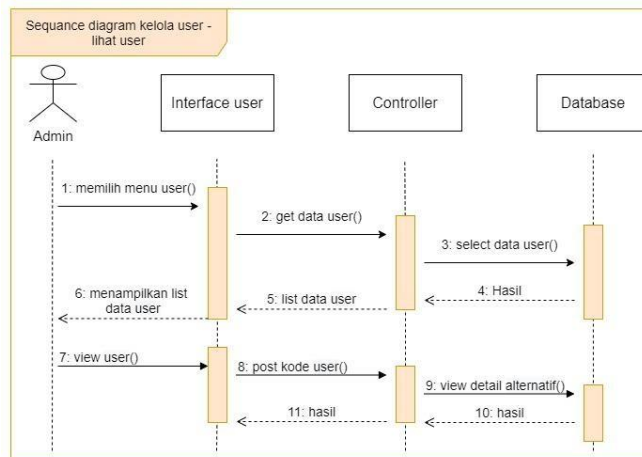 Sequance diagram kelola user -
lihat user
Admin
Interface user
Controller
Database
1: memilih menu user()
2: get data user()
3: select data user()
4: Hasil
5: list data user
6: menampilkan list
data user
7: view user()
8: post kode user()
9: view detail alternatif()
10: hasil
11: hasil